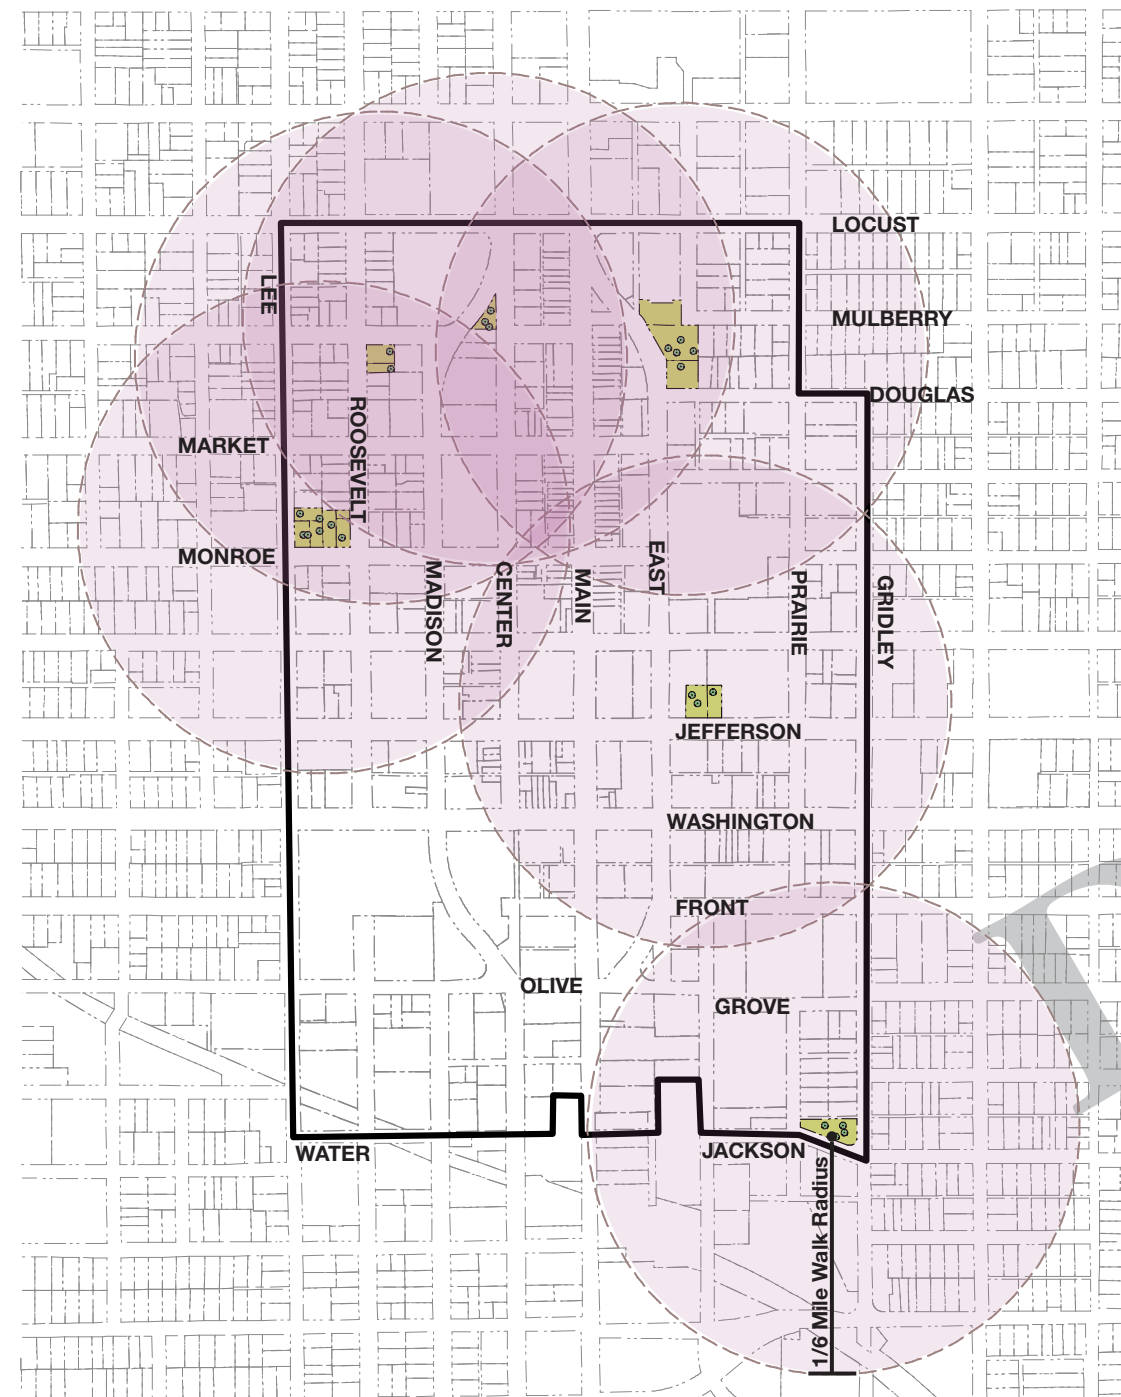 LOCUST
LEE
MULBERRY
DOUGLAS
ROOSEVELT
MARKET
MONROE
EAST
MADISON
CENTER
MAIN
PRAIRIE
GRIDLEY
JEFFERSON
WASHINGTON
FRONT
OLIVE
GROVE
WATER
JACKSON
1/6 Mile Walk Radius